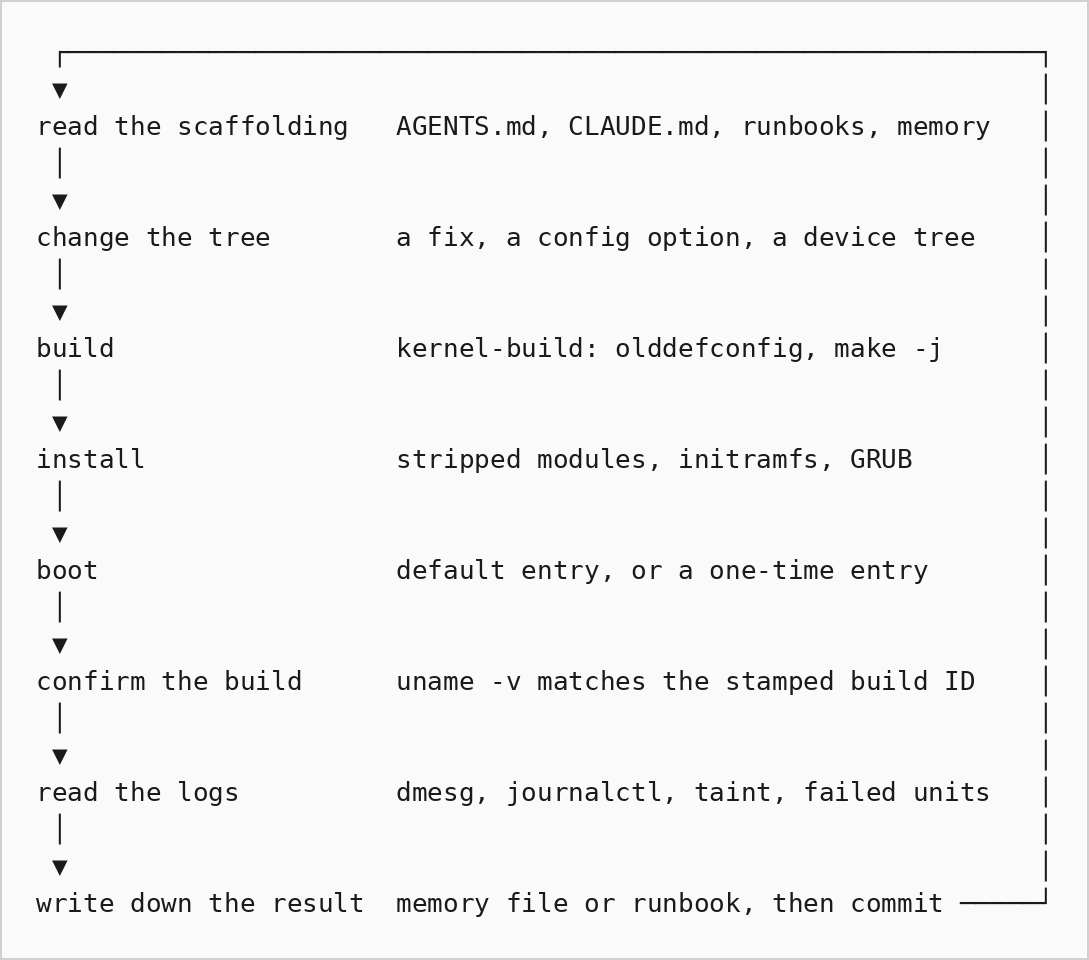 read the scaffolding   AGENTS.md, CLAUDE.md, runbooks, memory
change the tree        a fix, a config option, a device tree
build                  kernel-build: olddefconfig, make -j
install                stripped modules, initramfs, GRUB
boot                   default entry, or a one-time entry
confirm the build      uname -v matches the stamped build ID
read the logs          dmesg, journalctl, taint, failed units
write down the result  memory file or runbook, then commit